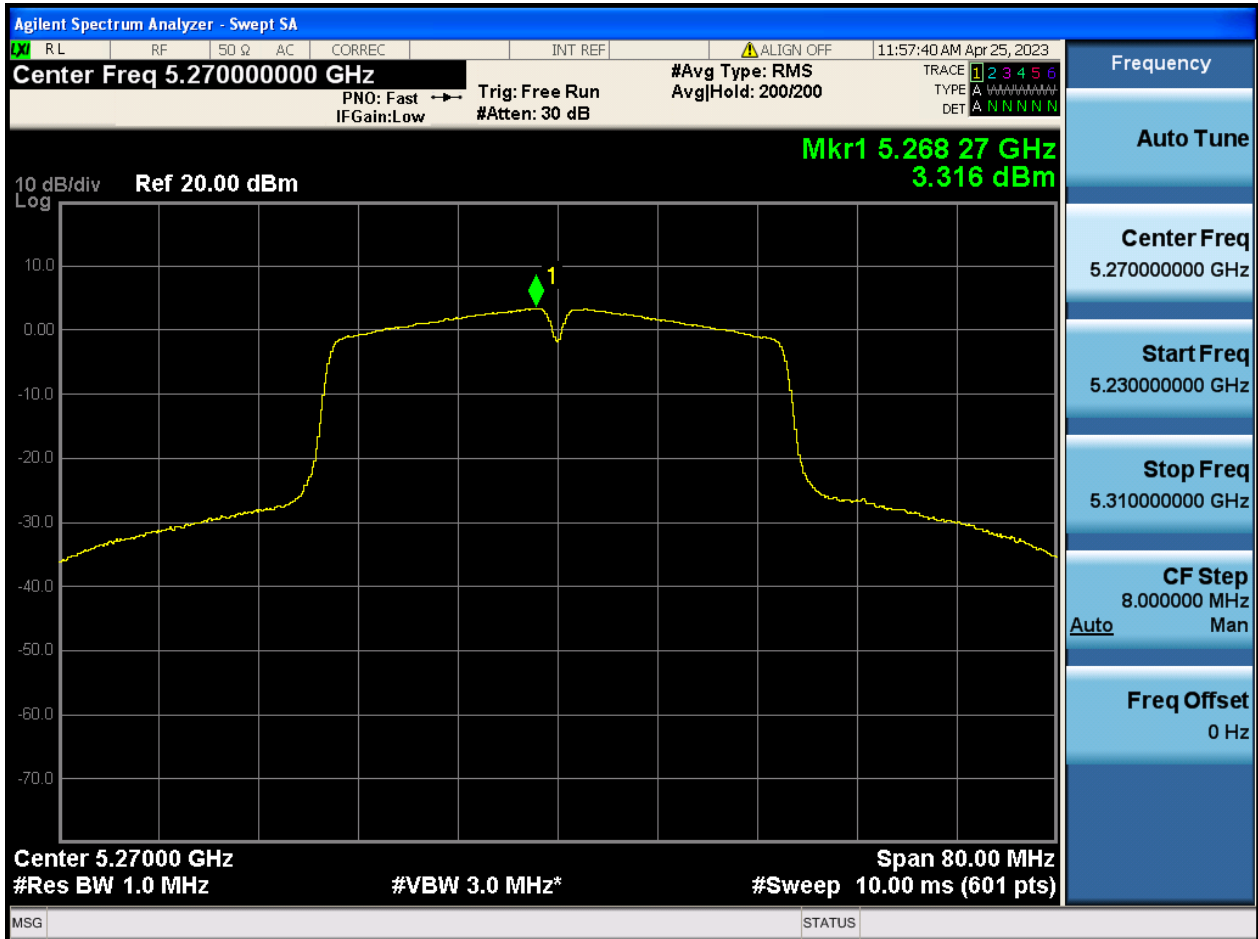 Agilent Spectrum Analyzer - Swept SA
LXI RL RF 50 Ω AC CORREC INT REF ALIGN OFF 11:57:40 AM Apr 25, 2023
Center Freq 5.270000000 GHz
PNO: Fast
IFGain:Low
Trig: Free Run
#Atten: 30 dB
#Avg Type: RMS
Avg|Hold: 200/200
TRACE 1 2 3 4 5 6
TYPE A WWWWW
DET A N N N N N
Mkr1 5.268 27 GHz
3.316 dBm
10 dB/div Ref 20.00 dBm
Log
1
10.0
0.00
-10.0
-20.0
-30.0
-40.0
-50.0
-60.0
-70.0
Center 5.27000 GHz Span 80.00 MHz
#Res BW 1.0 MHz #VBW 3.0 MHz* #Sweep 10.00 ms (601 pts)
MSG STATUS
Frequency
Auto Tune
Center Freq
5.270000000 GHz
Start Freq
5.230000000 GHz
Stop Freq
5.310000000 GHz
CF Step
8.000000 MHz
Auto Man
Freq Offset
0 Hz